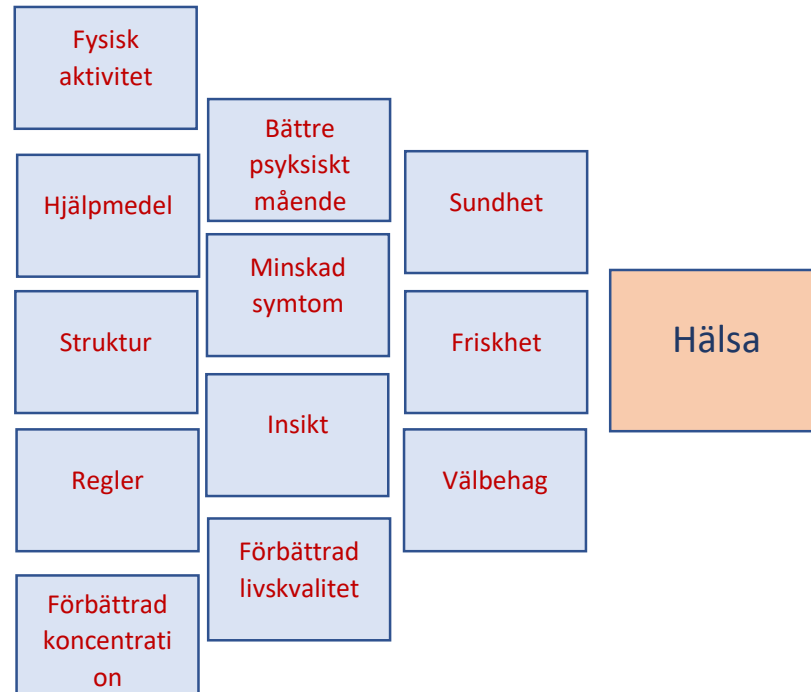 Fysisk
aktivitet
Hjälpmedel
Struktur
Regler
Förbättrad
koncentrati
on
Bättre
psyksiskt
mående
Minskad
symtom
Insikt
Förbättrad
livskvalitet
Sundhet
Friskhet
Välbehag
Hälsa